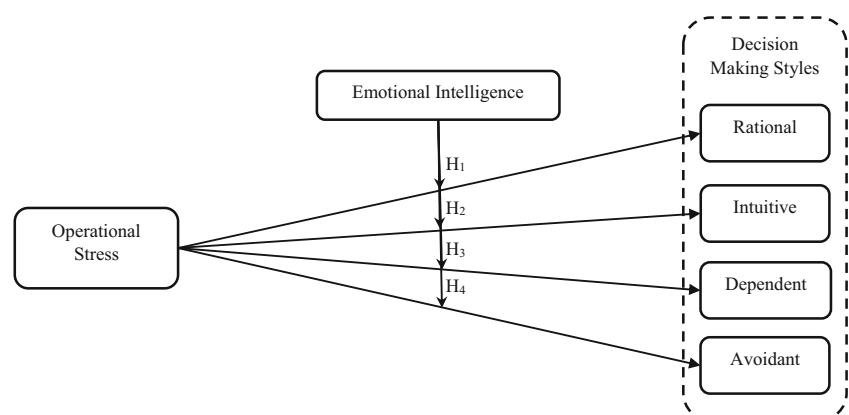 Decision
Making Styles
Emotional Intelligence
Rational
H₁
Intuitive
H₂
Operational
Stress
H₃
Dependent
H₄
Avoidant